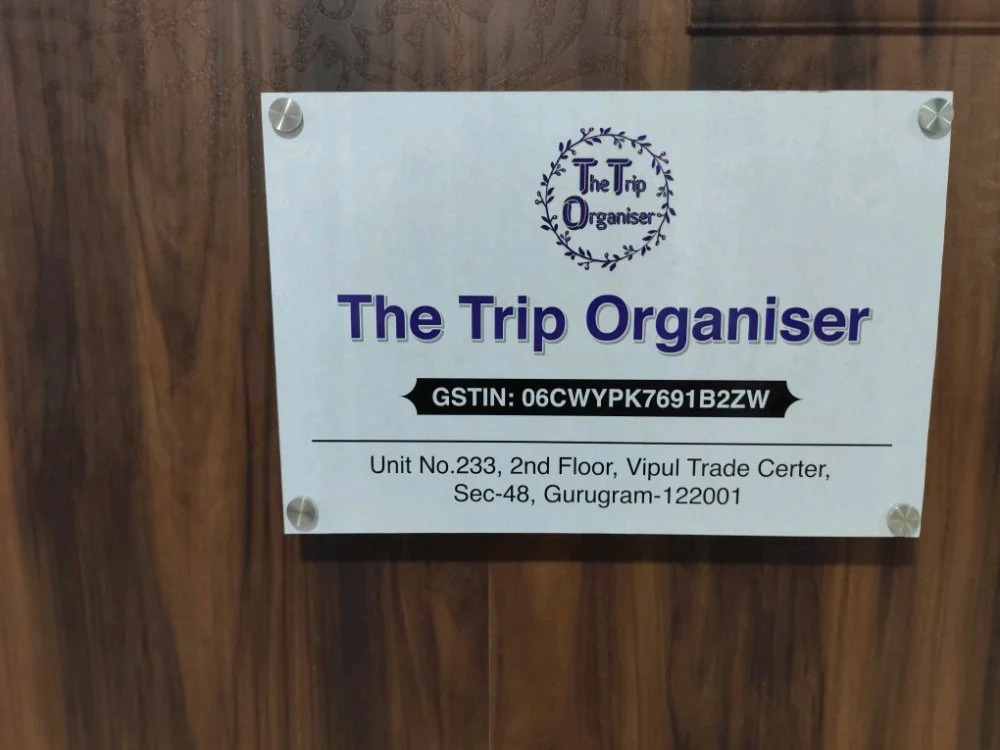 The Trip
Organiser
The Trip Organiser
GSTIN: 06CWYPK7691B2ZW
Unit No.233, 2nd Floor, Vipul Trade Certer,
Sec-48, Gurugram-122001